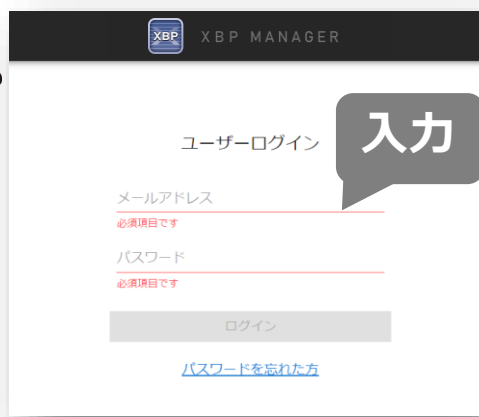 XBP XBP MANAGER
入力
ユーザーログイン
メールアドレス
必須項目です
パスワード
必須項目です
ログイン
パスワードを忘れた方